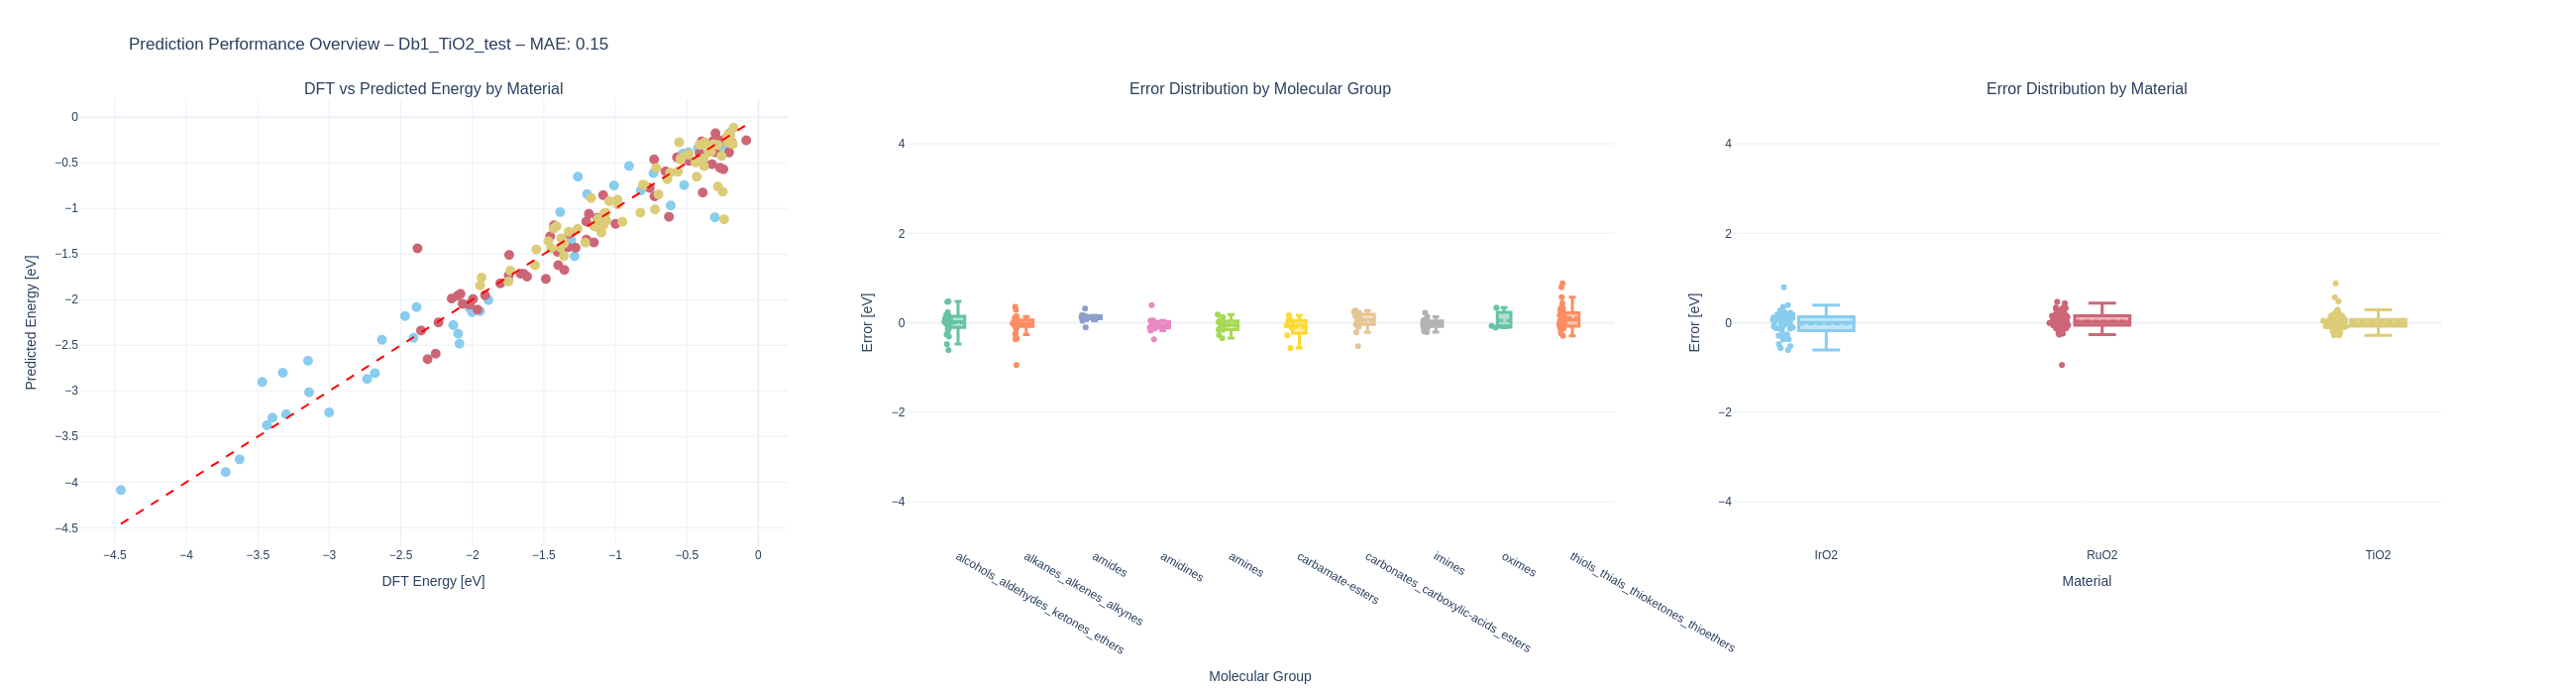 Prediction Performance Overview – Db1_TiO2_test – MAE: 0.15
DFT vs Predicted Energy by Material
0
−0.5
−1
−1.5
−2
−2.5
−3
−3.5
−4
−4.5
Predicted Energy [eV]
−4.5 −4 −3.5 −3 −2.5 −2 −1.5 −1 −0.5 0
DFT Energy [eV]
Error Distribution by Molecular Group
4
2
0
−2
−4
Error [eV]
alcohols_aldehydes_ketones_ethers
alkanes_alkenes_alkynes
amides
amidines
amines
carbamate-esters
carbonates_carboxylic-acids_esters
imines
oximes
thiols_thials_thioketones_thioethers
Molecular Group
Error Distribution by Material
4
2
0
−2
−4
Error [eV]
IrO2 RuO2 TiO2
Material